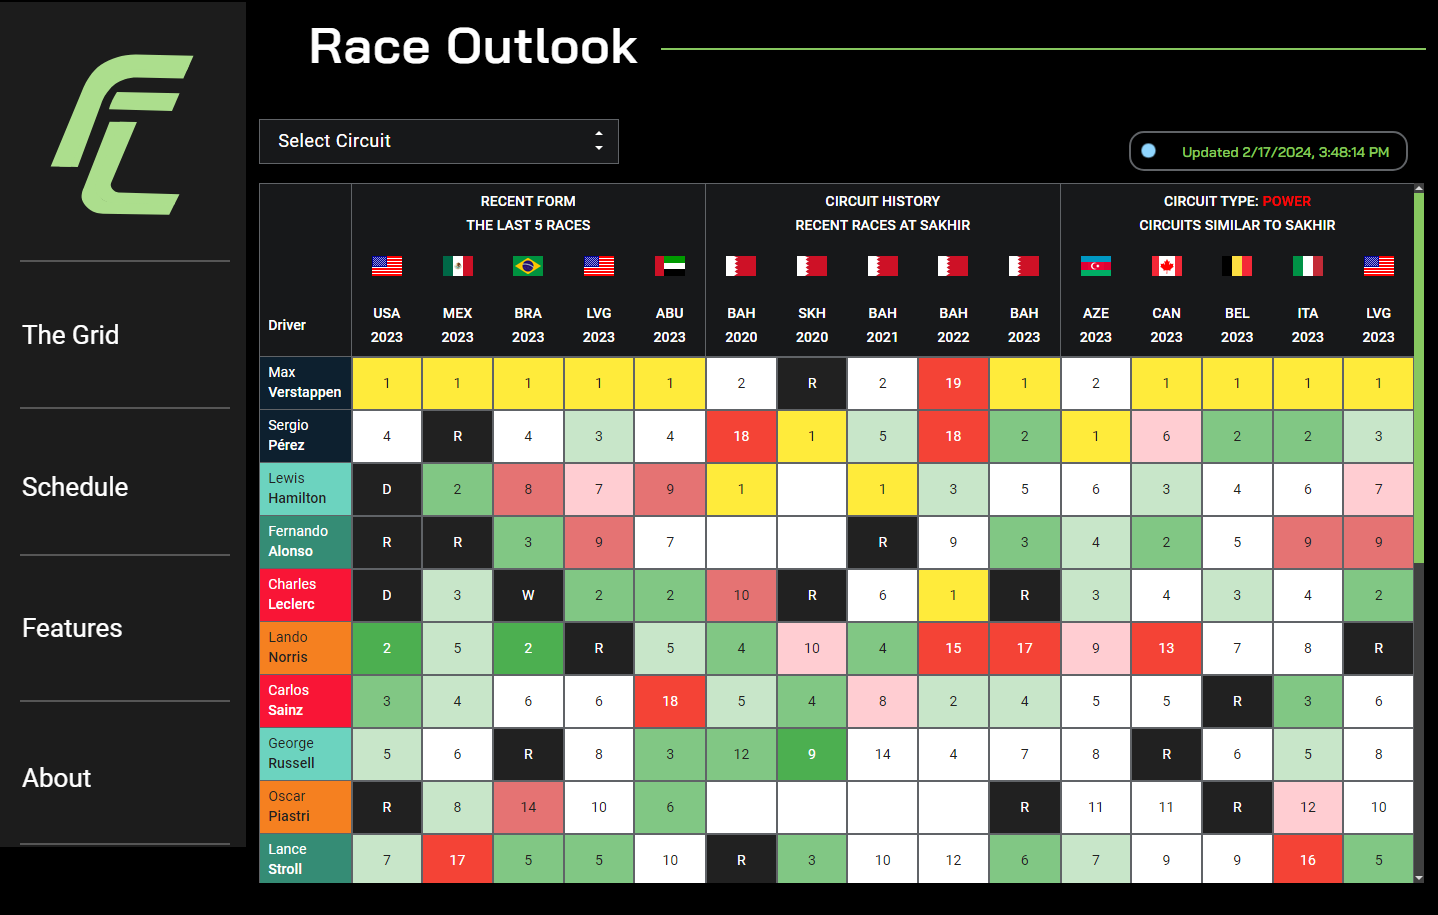 Race Outlook
The Grid
Schedule
Features
About
Select Circuit
Updated 2/17/2024, 3:48:14 PM
RECENT FORM CIRCUIT HISTORY CIRCUIT TYPE: POWER
THE LAST 5 RACES RECENT RACES AT SAKHIR CIRCUITS SIMILAR TO SAKHIR
Driver
USA MEX BRA LVG ABU BAH SKH BAH BAH BAH AZE CAN BEL ITA LVG
2023 2023 2023 2023 2023 2020 2020 2021 2022 2023 2023 2023 2023 2023 2023
Max Verstappen 1 1 1 1 1 2 R 2 19 1 2 1 1 1 1
Sergio Pérez 4 R 4 3 4 18 1 5 18 2 1 6 2 2 3
Lewis Hamilton D 2 8 7 9 1 1 3 5 6 3 4 6 7
Fernando Alonso R R 3 9 7 R 9 3 4 2 5 9 9
Charles Leclerc D 3 W 2 2 10 R 6 1 R 3 4 3 4 2
Lando Norris 2 5 2 R 5 4 10 4 15 17 9 13 7 8 R
Carlos Sainz 3 4 6 6 18 5 4 8 2 4 5 5 R 3 6
George Russell 5 6 R 8 3 12 9 14 4 7 8 R 6 5 8
Oscar Piastri R 8 14 10 6 R 11 11 R 12 10
Lance Stroll 7 17 5 5 10 R 3 10 12 6 7 9 9 16 5